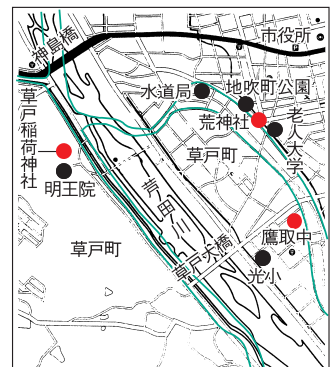 市役所
神島橋
水道局
地吹町公園
荒神社
老人大学
草戸稲荷神社
明王院
草戸町
芦田川
鷹取中
草戸町
草戸大橋
光小